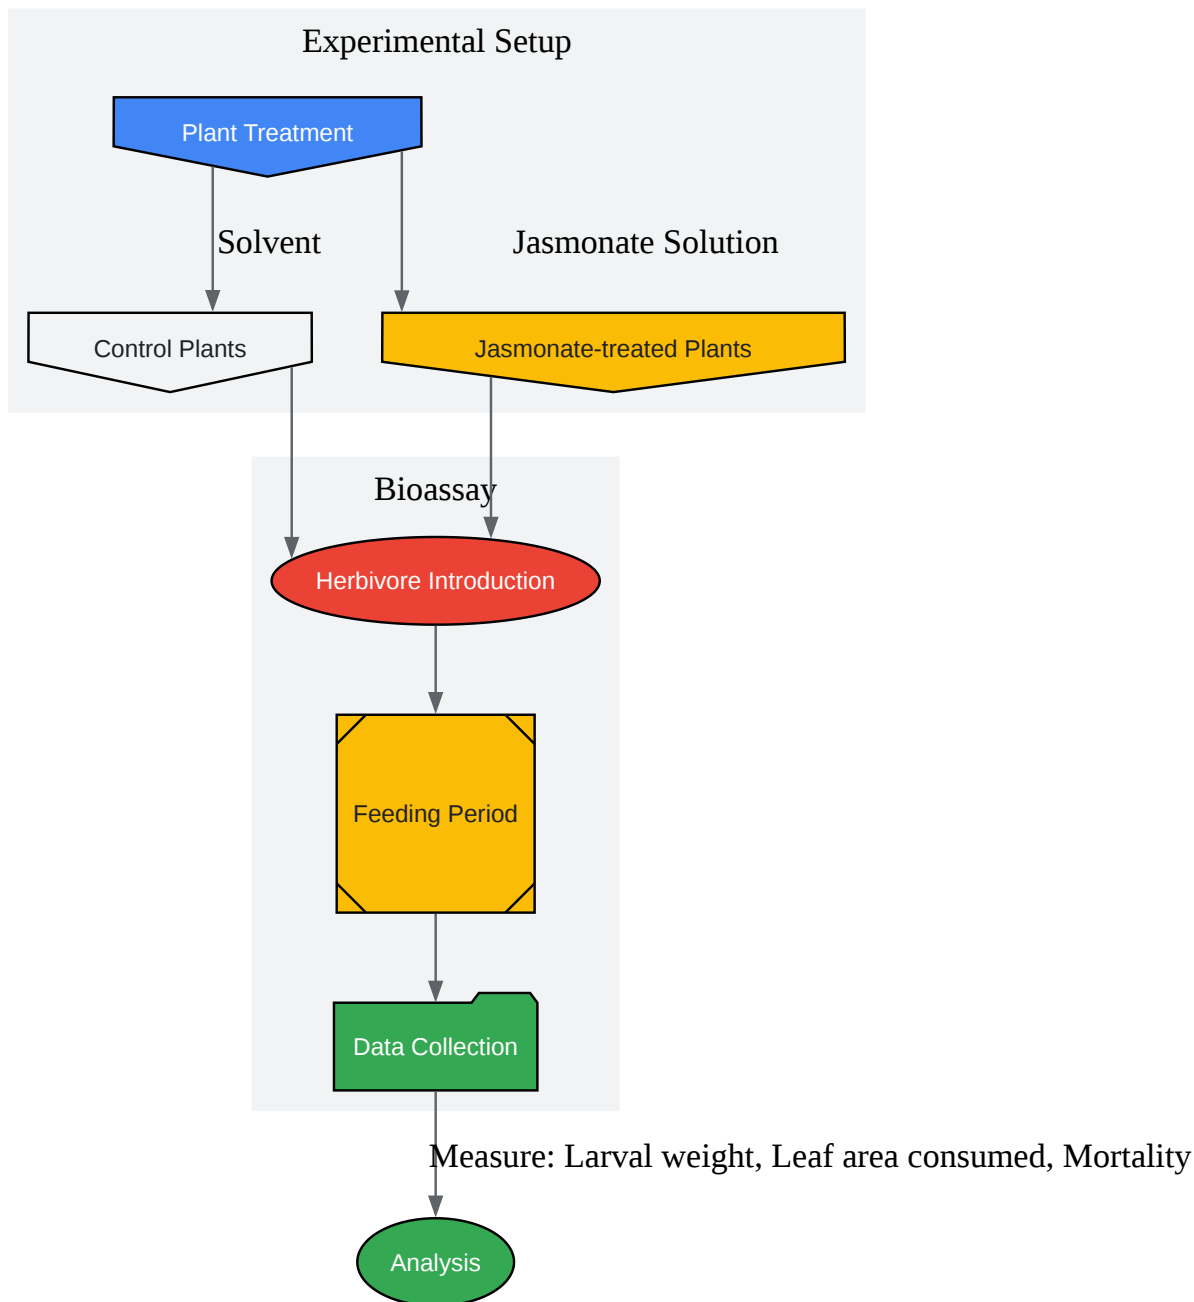 Experimental Setup
Plant Treatment
Solvent
Jasmonate Solution
Control Plants
Jasmonate-treated Plants
Bioassay
Herbivore Introduction
Feeding Period
Data Collection
Measure: Larval weight, Leaf area consumed, Mortality
Analysis